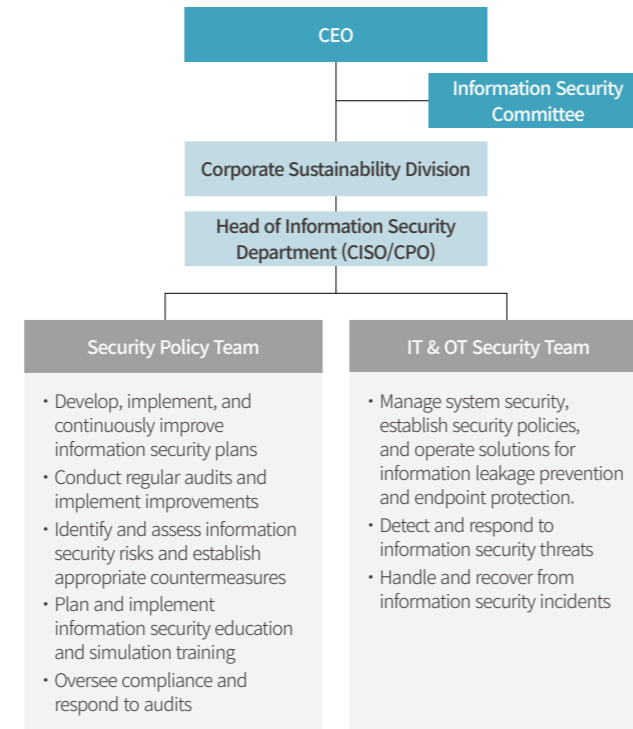 CEO
Information Security
Committee
Corporate Sustainability Division
Head of Information Security
Department (CISO/CPO)
Security Policy Team
• Develop, implement, and
continuously improve
information security plans
• Conduct regular audits and
implement improvements
• Identify and assess information
security risks and establish
appropriate countermeasures
• Plan and implement
information security education
and simulation training
• Oversee compliance and
respond to audits
IT & OT Security Team
• Manage system security,
establish security policies,
and operate solutions for
information leakage prevention
and endpoint protection.
• Detect and respond to
information security threats
• Handle and recover from
information security incidents